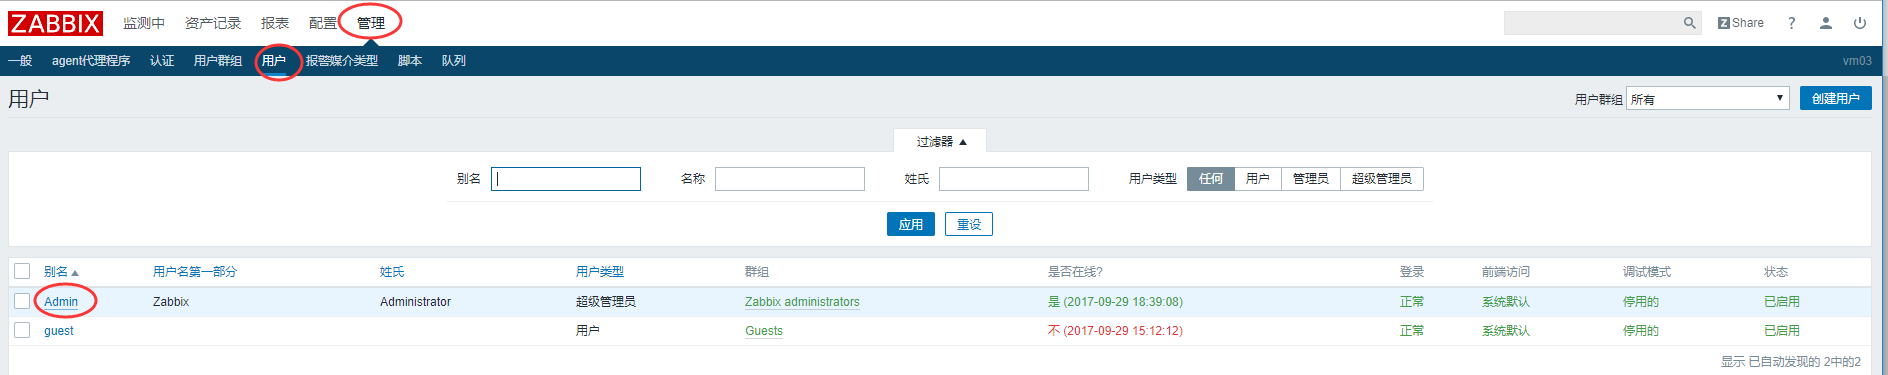 ZABBIX 监测中 资产记录 报表 配置 管理 Share ?
一般 agent代理程序 认证 用户群组 用户 报警媒介类型 脚本 队列 vm03
用户 用户群组 所有 创建用户
过滤器
别名 名称 姓氏 用户类型 任何 用户 管理员 超级管理员
应用 重设
别名 用户名第一部分 姓氏 用户类型 群组 是否在线? 登录 前端访问 调试模式 状态
Admin Zabbix Administrator 超级管理员 Zabbix administrators 是 (2017-09-29 18:39:08) 正常 系统默认 停用的 已启用
guest 用户 Guests 不 (2017-09-29 15:12:12) 正常 系统默认 停用的 已启用
显示 已自动发现的 2中的2